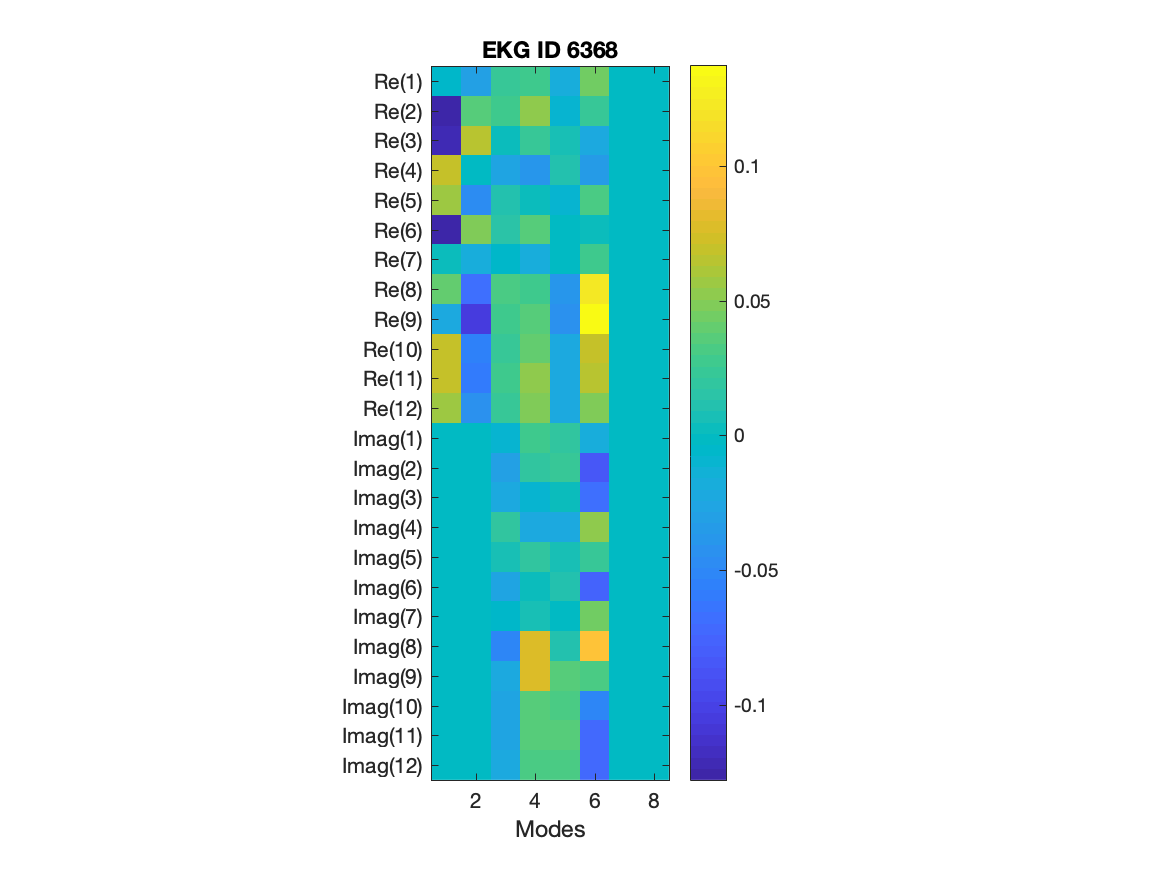 EKG ID 6368
Re(1)
Re(2)
Re(3)
Re(4)
Re(5)
Re(6)
Re(7)
Re(8)
Re(9)
Re(10)
Re(11)
Re(12)
Imag(1)
Imag(2)
Imag(3)
Imag(4)
Imag(5)
Imag(6)
Imag(7)
Imag(8)
Imag(9)
Imag(10)
Imag(11)
Imag(12)
2 4 6 8
Modes
0.1
0.05
0
-0.05
-0.1